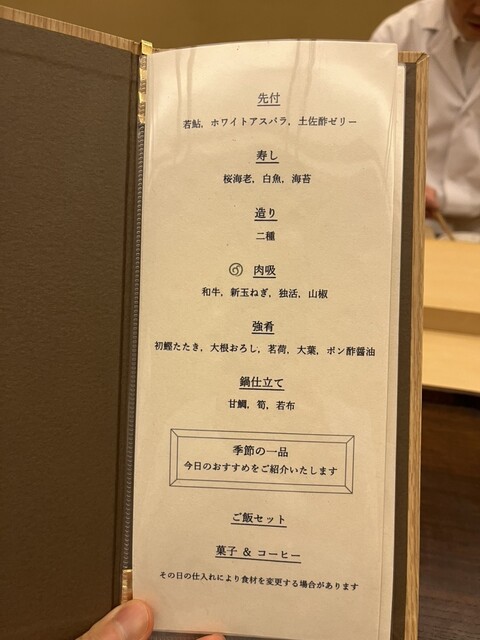 先付
若鮎，ホワイトアスパラ，土佐酢ゼリー
寿し
桜海老，白魚，海苔
造り
二種
肉吸
和牛，新玉ねぎ，独活，山椒
強肴
初鰹たたき，大根おろし，茗荷，大葉，ポン酢醤油
鍋仕立て
甘鯛，筍，若布
季節の一品
今日のおすすめをご紹介いたします
ご飯セット
菓子 & コーヒー
その日の仕入れにより食材を変更する場合があります